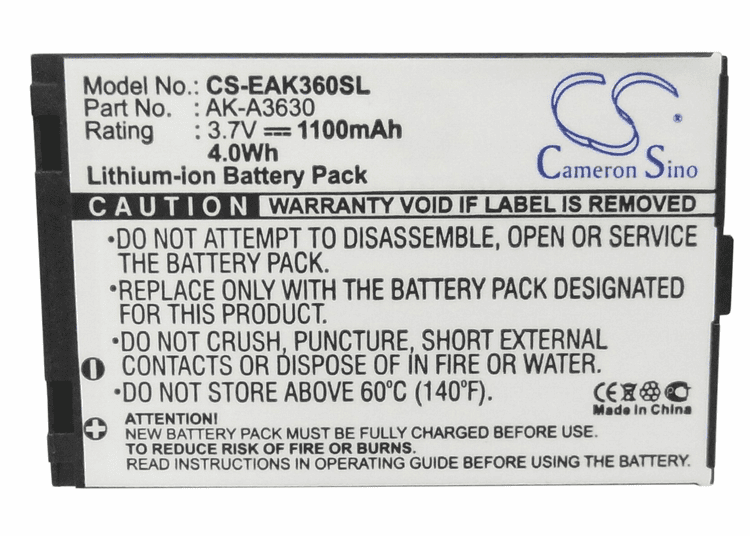 Model No.: CS-EAK360SL
Part No. : AK-A3630
Rating : 3.7V 1100mAh
4.0Wh
Lithium-ion Battery Pack
CS
Cameron Sino
CAUTION WARRANTY VOID IF LABEL IS REMOVED
•DO NOT ATTEMPT TO DISASSEMBLE, OPEN OR SERVICE
THE BATTERY PACK.
•REPLACE ONLY WITH THE BATTERY PACK DESIGNATED
FOR THIS PRODUCT.
•DO NOT CRUSH, PUNCTURE, SHORT EXTERNAL
CONTACTS OR DISPOSE OF IN FIRE OR WATER.
•DO NOT STORE ABOVE 60°C (140°F).
CE
Made in China
ATTENTION!
NEW BATTERY PACK MUST BE FULLY CHARGED BEFORE USE.
TO REDUCE RISK OF FIRE OR BURNS.
READ INSTRUCTIONS IN OPERATING GUIDE BEFORE USING THE BATTERY.